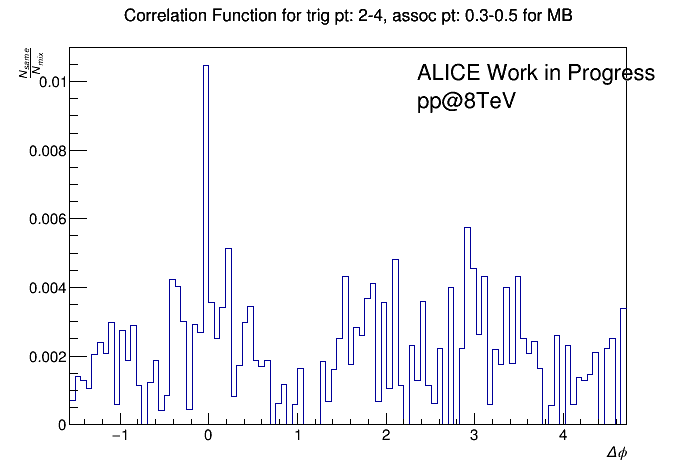 Correlation Function for trig pt: 2-4, assoc pt: 0.3-0.5 for MB
N_same
N_mix
ALICE Work in Progress
pp@8TeV
0.01
0.008
0.006
0.004
0.002
0
−1 0 1 2 3 4
Δϕ